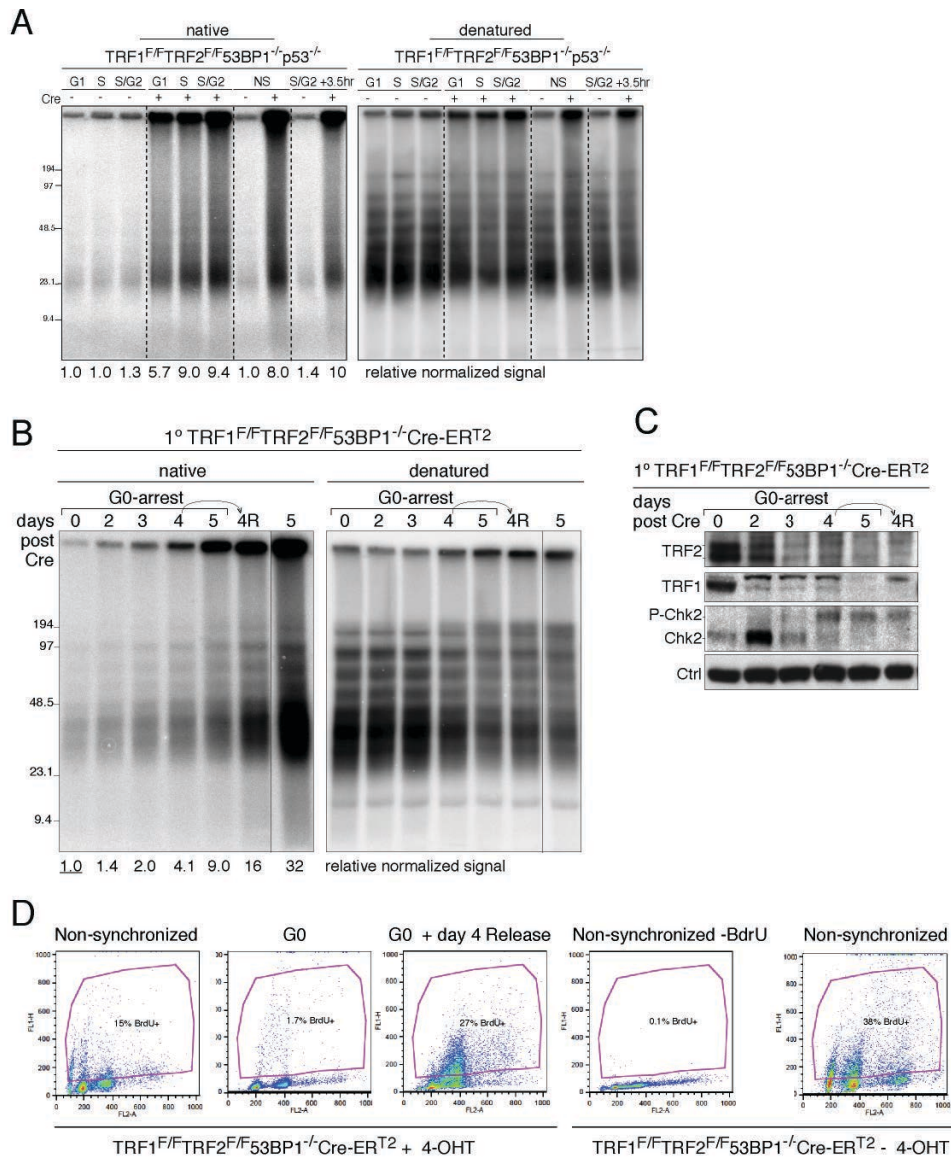 A
native
denatured
TRF1F/FTRF2F/F53BP1-/-p53-/-
TRF1F/FTRF2F/F53BP1-/-p53-/-
G1 S S/G2 G1 S S/G2 NS S/G2 +3.5hr
G1 S S/G2 G1 S S/G2 NS S/G2 +3.5hr
Cre - - - + + + - + - +
- - - + + + - + - +
194
97
48.5
23.1
9.4
1.0 1.0 1.3 5.7 9.0 9.4 1.0 8.0 1.4 10 relative normalized signal
B
1º TRF1F/FTRF2F/F53BP1-/-Cre-ERT2
native
denatured
G0-arrest
G0-arrest
days 0 2 3 4 5 4R 5
0 2 3 4 5 4R 5
post
Cre
194
97
48.5
23.1
9.4
1.0 1.4 2.0 4.1 9.0 16 32 relative normalized signal
C
1º TRF1F/FTRF2F/F53BP1-/-Cre-ERT2
days G0-arrest
post Cre 0 2 3 4 5 4R
TRF2
TRF1
P-Chk2
Chk2
Ctrl
D
Non-synchronized
G0
G0 + day 4 Release
Non-synchronized -BdrU
Non-synchronized
15% BrdU+
1.7% BrdU+
27% BrdU+
0.1% BrdU+
38% BrdU+
FL1-H
FL2-A
TRF1F/FTRF2F/F53BP1-/-Cre-ERT2 + 4-OHT
TRF1F/FTRF2F/F53BP1-/-Cre-ERT2 - 4-OHT